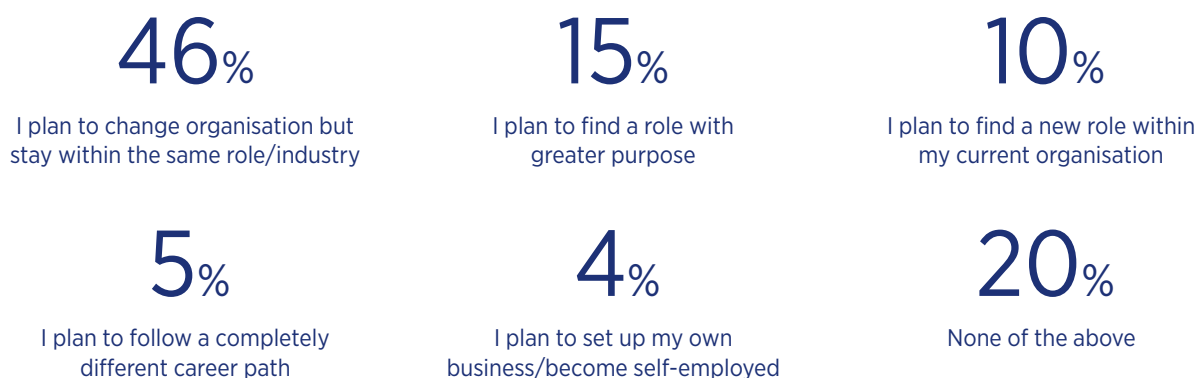 46%
I plan to change organisation but
stay within the same role/industry
15%
I plan to find a role with
greater purpose
10%
I plan to find a new role within
my current organisation
5%
I plan to follow a completely
different career path
4%
I plan to set up my own
business/become self-employed
20%
None of the above